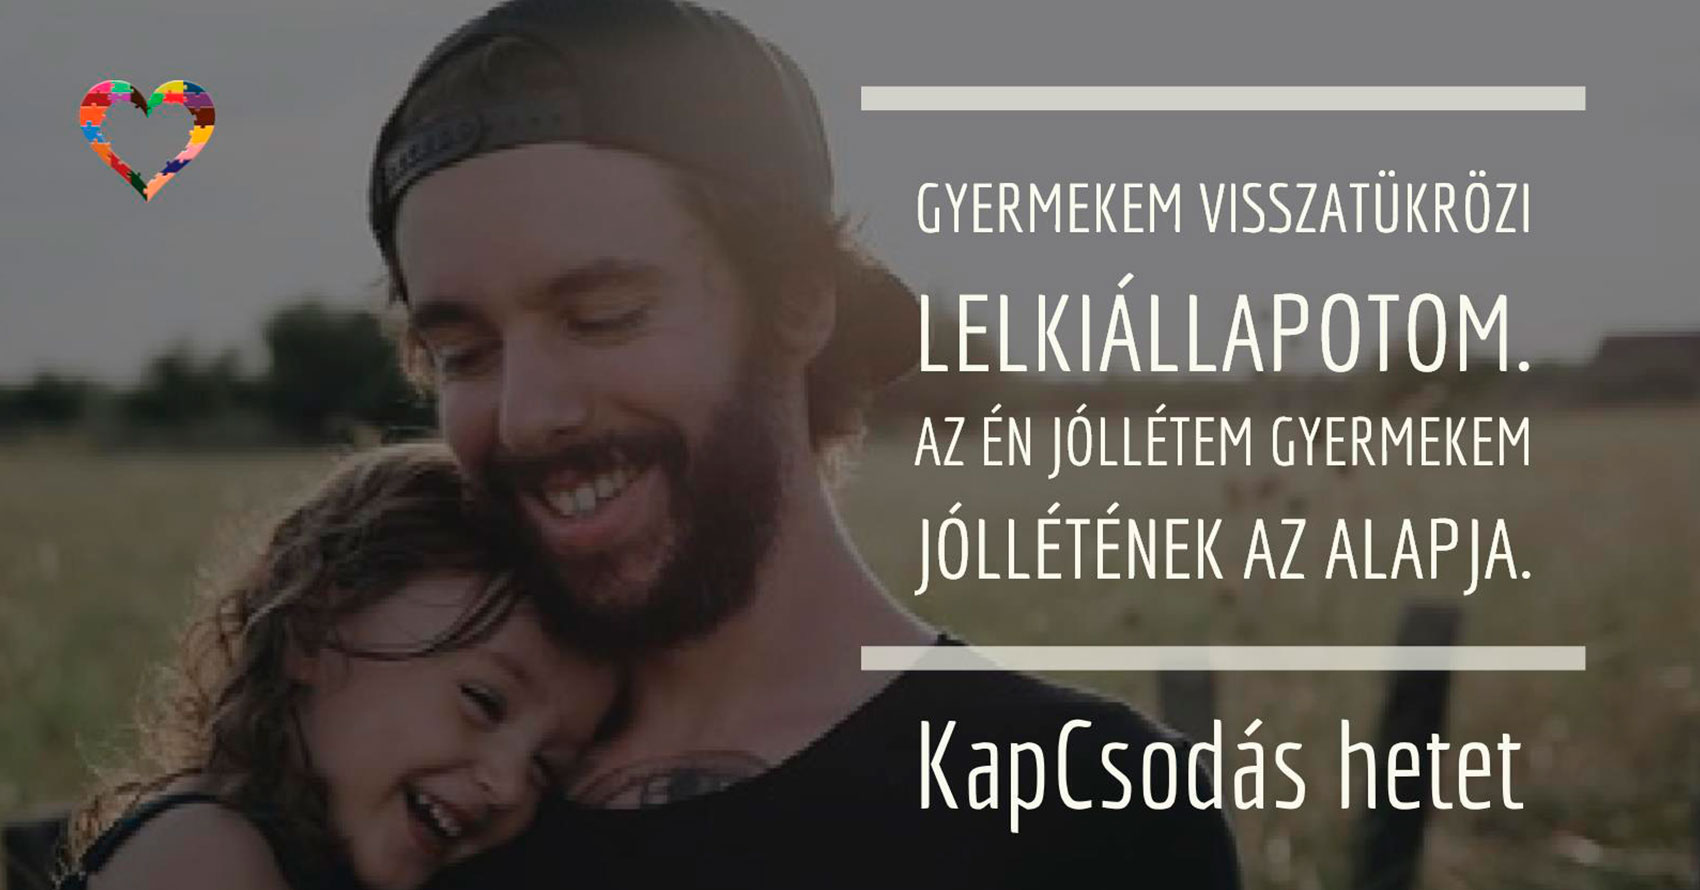 GYERMEKEM VISSZATÜKRÖZI
LELKIÁLLAPOTOM.
AZ ÉN JÓLLÉTEM GYERMEKEM
JÓLLÉTÉNEK AZ ALAPJA.
KapCsodás hetet